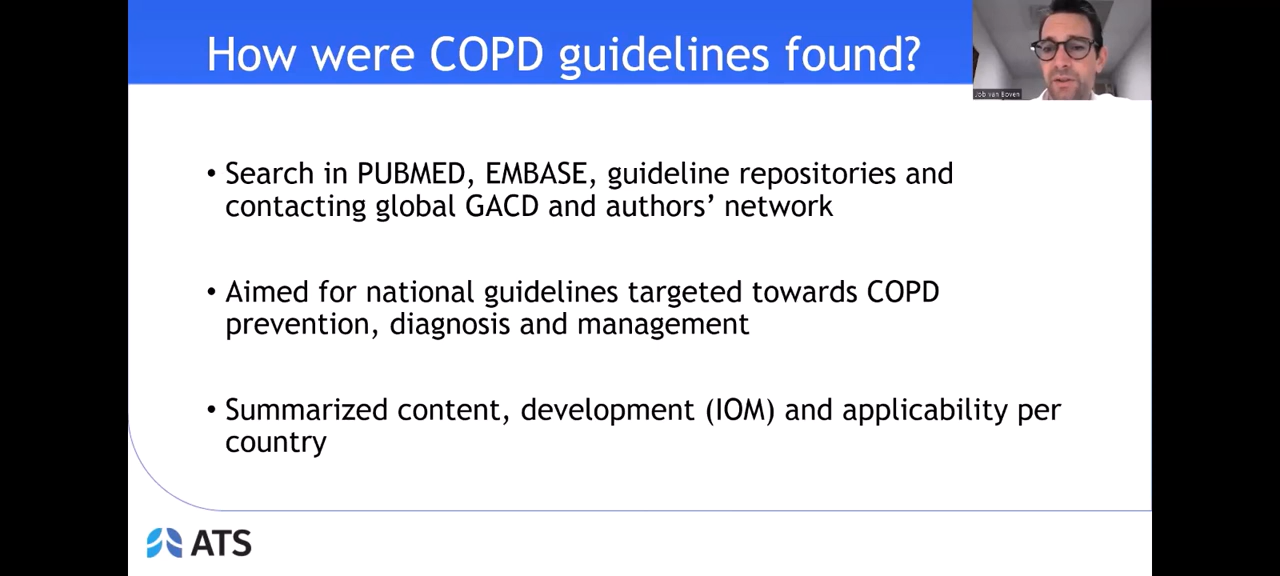 How were COPD guidelines found?
Job van Boven
• Search in PUBMED, EMBASE, guideline repositories and
contacting global GACD and authors’ network
• Aimed for national guidelines targeted towards COPD
prevention, diagnosis and management
• Summarized content, development (IOM) and applicability per
country
ATS